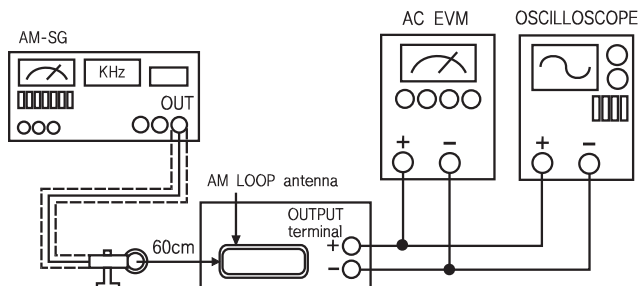 AM-SG
KHz
OUT
AC EVM
+ -
OSCILLOSCOPE
+ -
AM LOOP antenna
60cm
OUTPUT
terminal
+
-